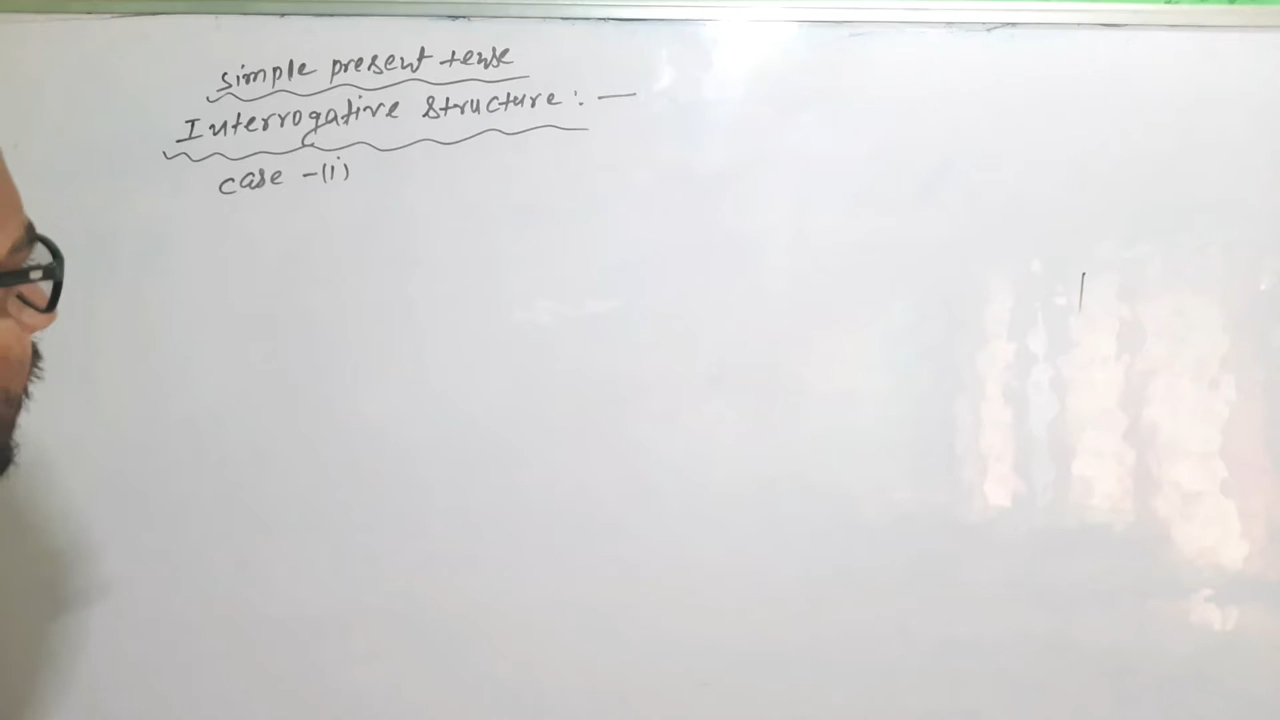 simple present tense
Interrogative structure : —
case -(i)